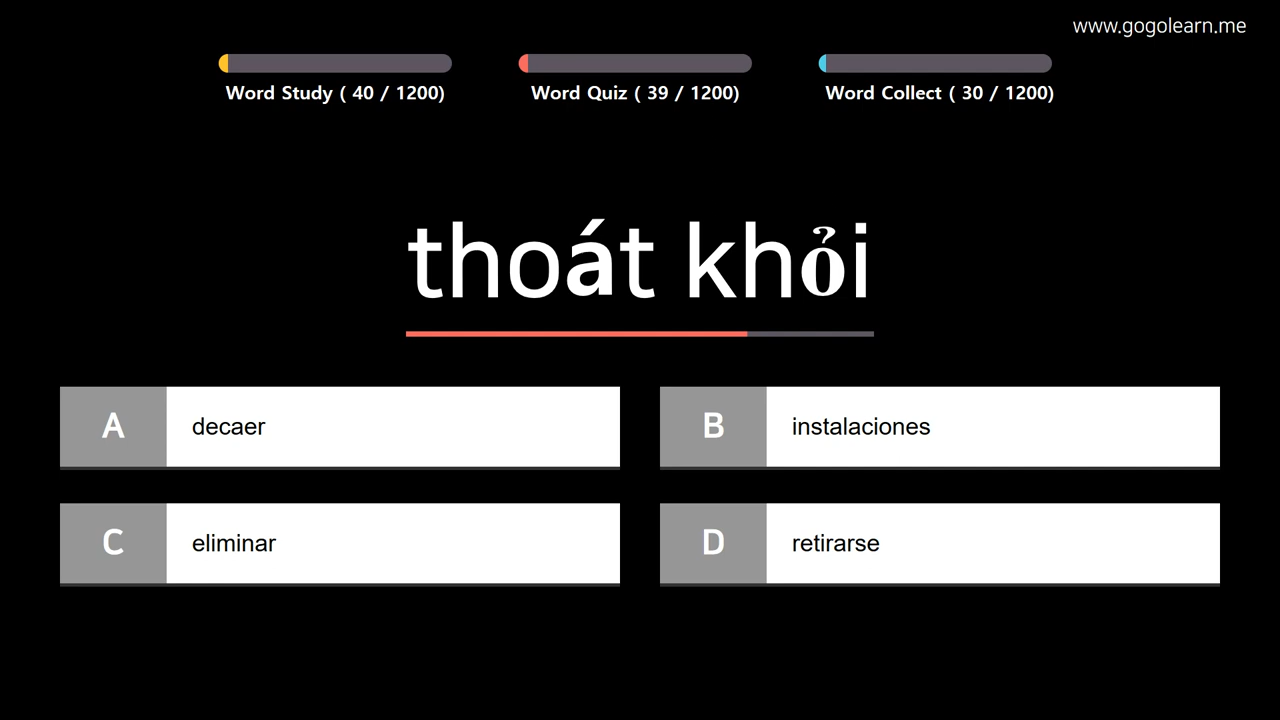 www.gogolearn.me
Word Study ( 40 / 1200)
Word Quiz ( 39 / 1200)
Word Collect ( 30 / 1200)
thoát khỏi
A decaer
B instalaciones
C eliminar
D retirarse